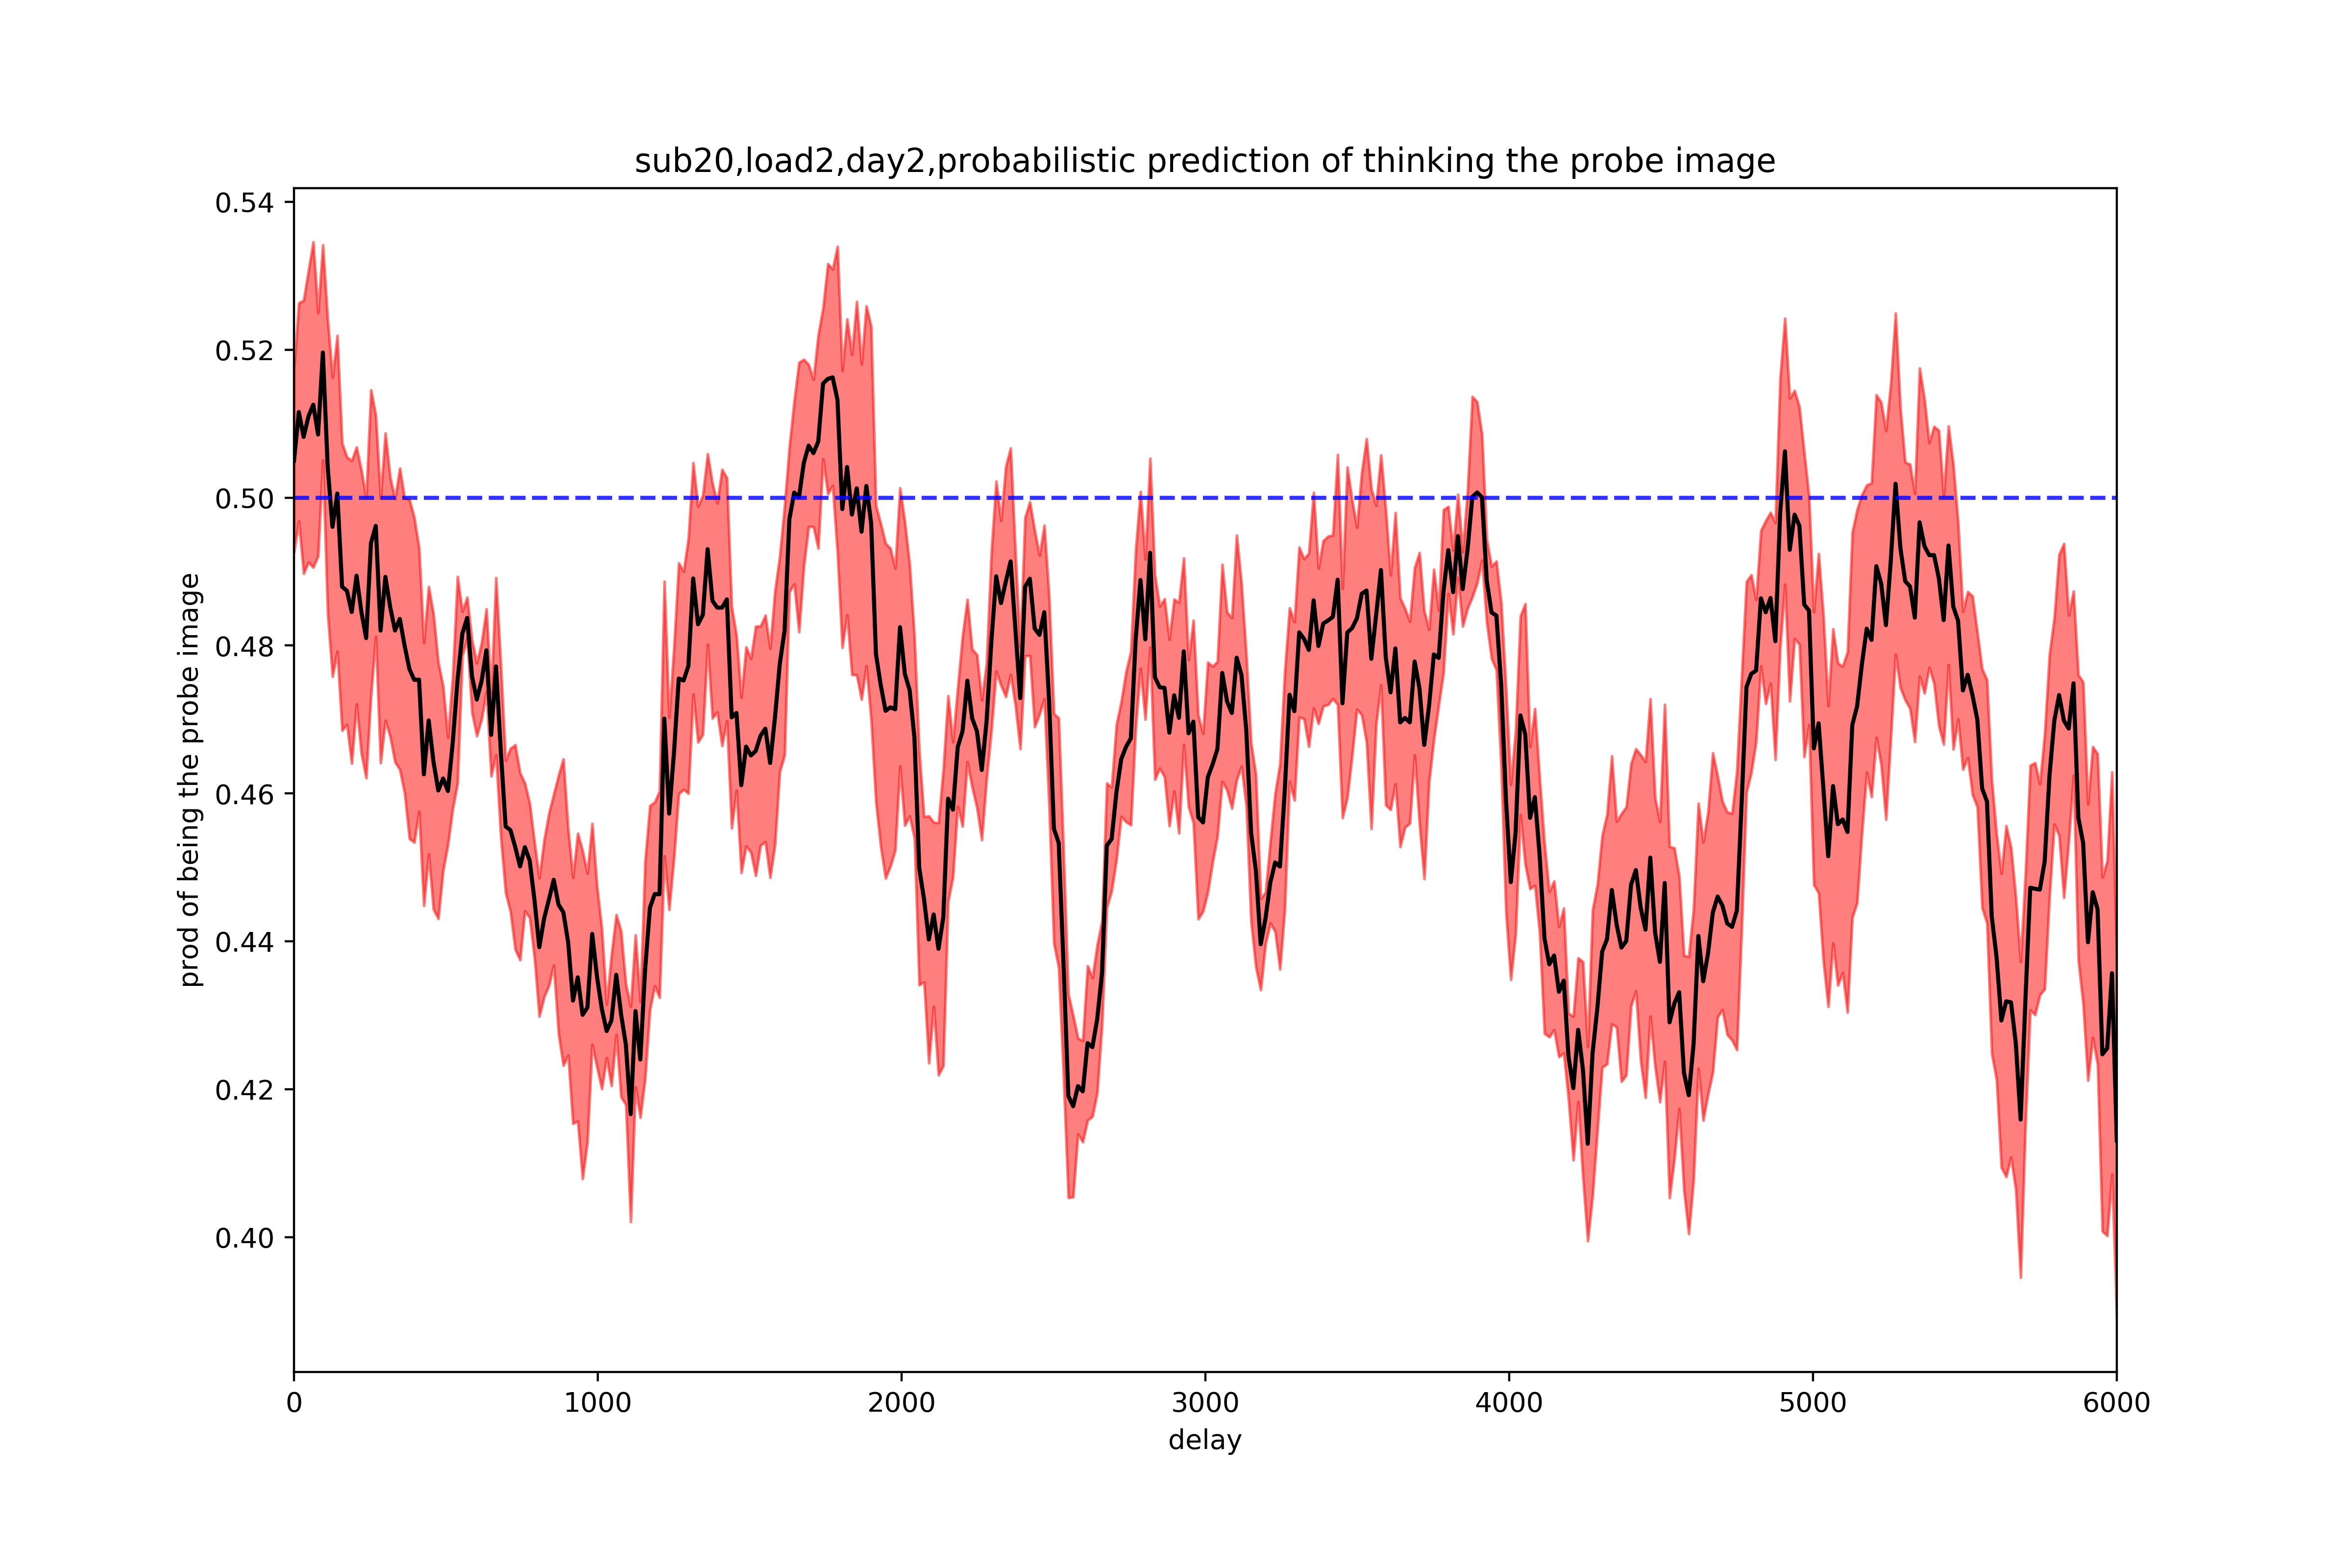 sub20,load2,day2,probabilistic prediction of thinking the probe image
0.54
0.52
0.50
0.48
0.46
0.44
0.42
0.40
prod of being the probe image
0 1000 2000 3000 4000 5000 6000
delay